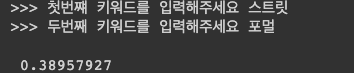 >>> 첫번째 키워드를 입력해주세요 스트릿
>>> 두번째 키워드를 입력해주세요 포멀
0.38957927